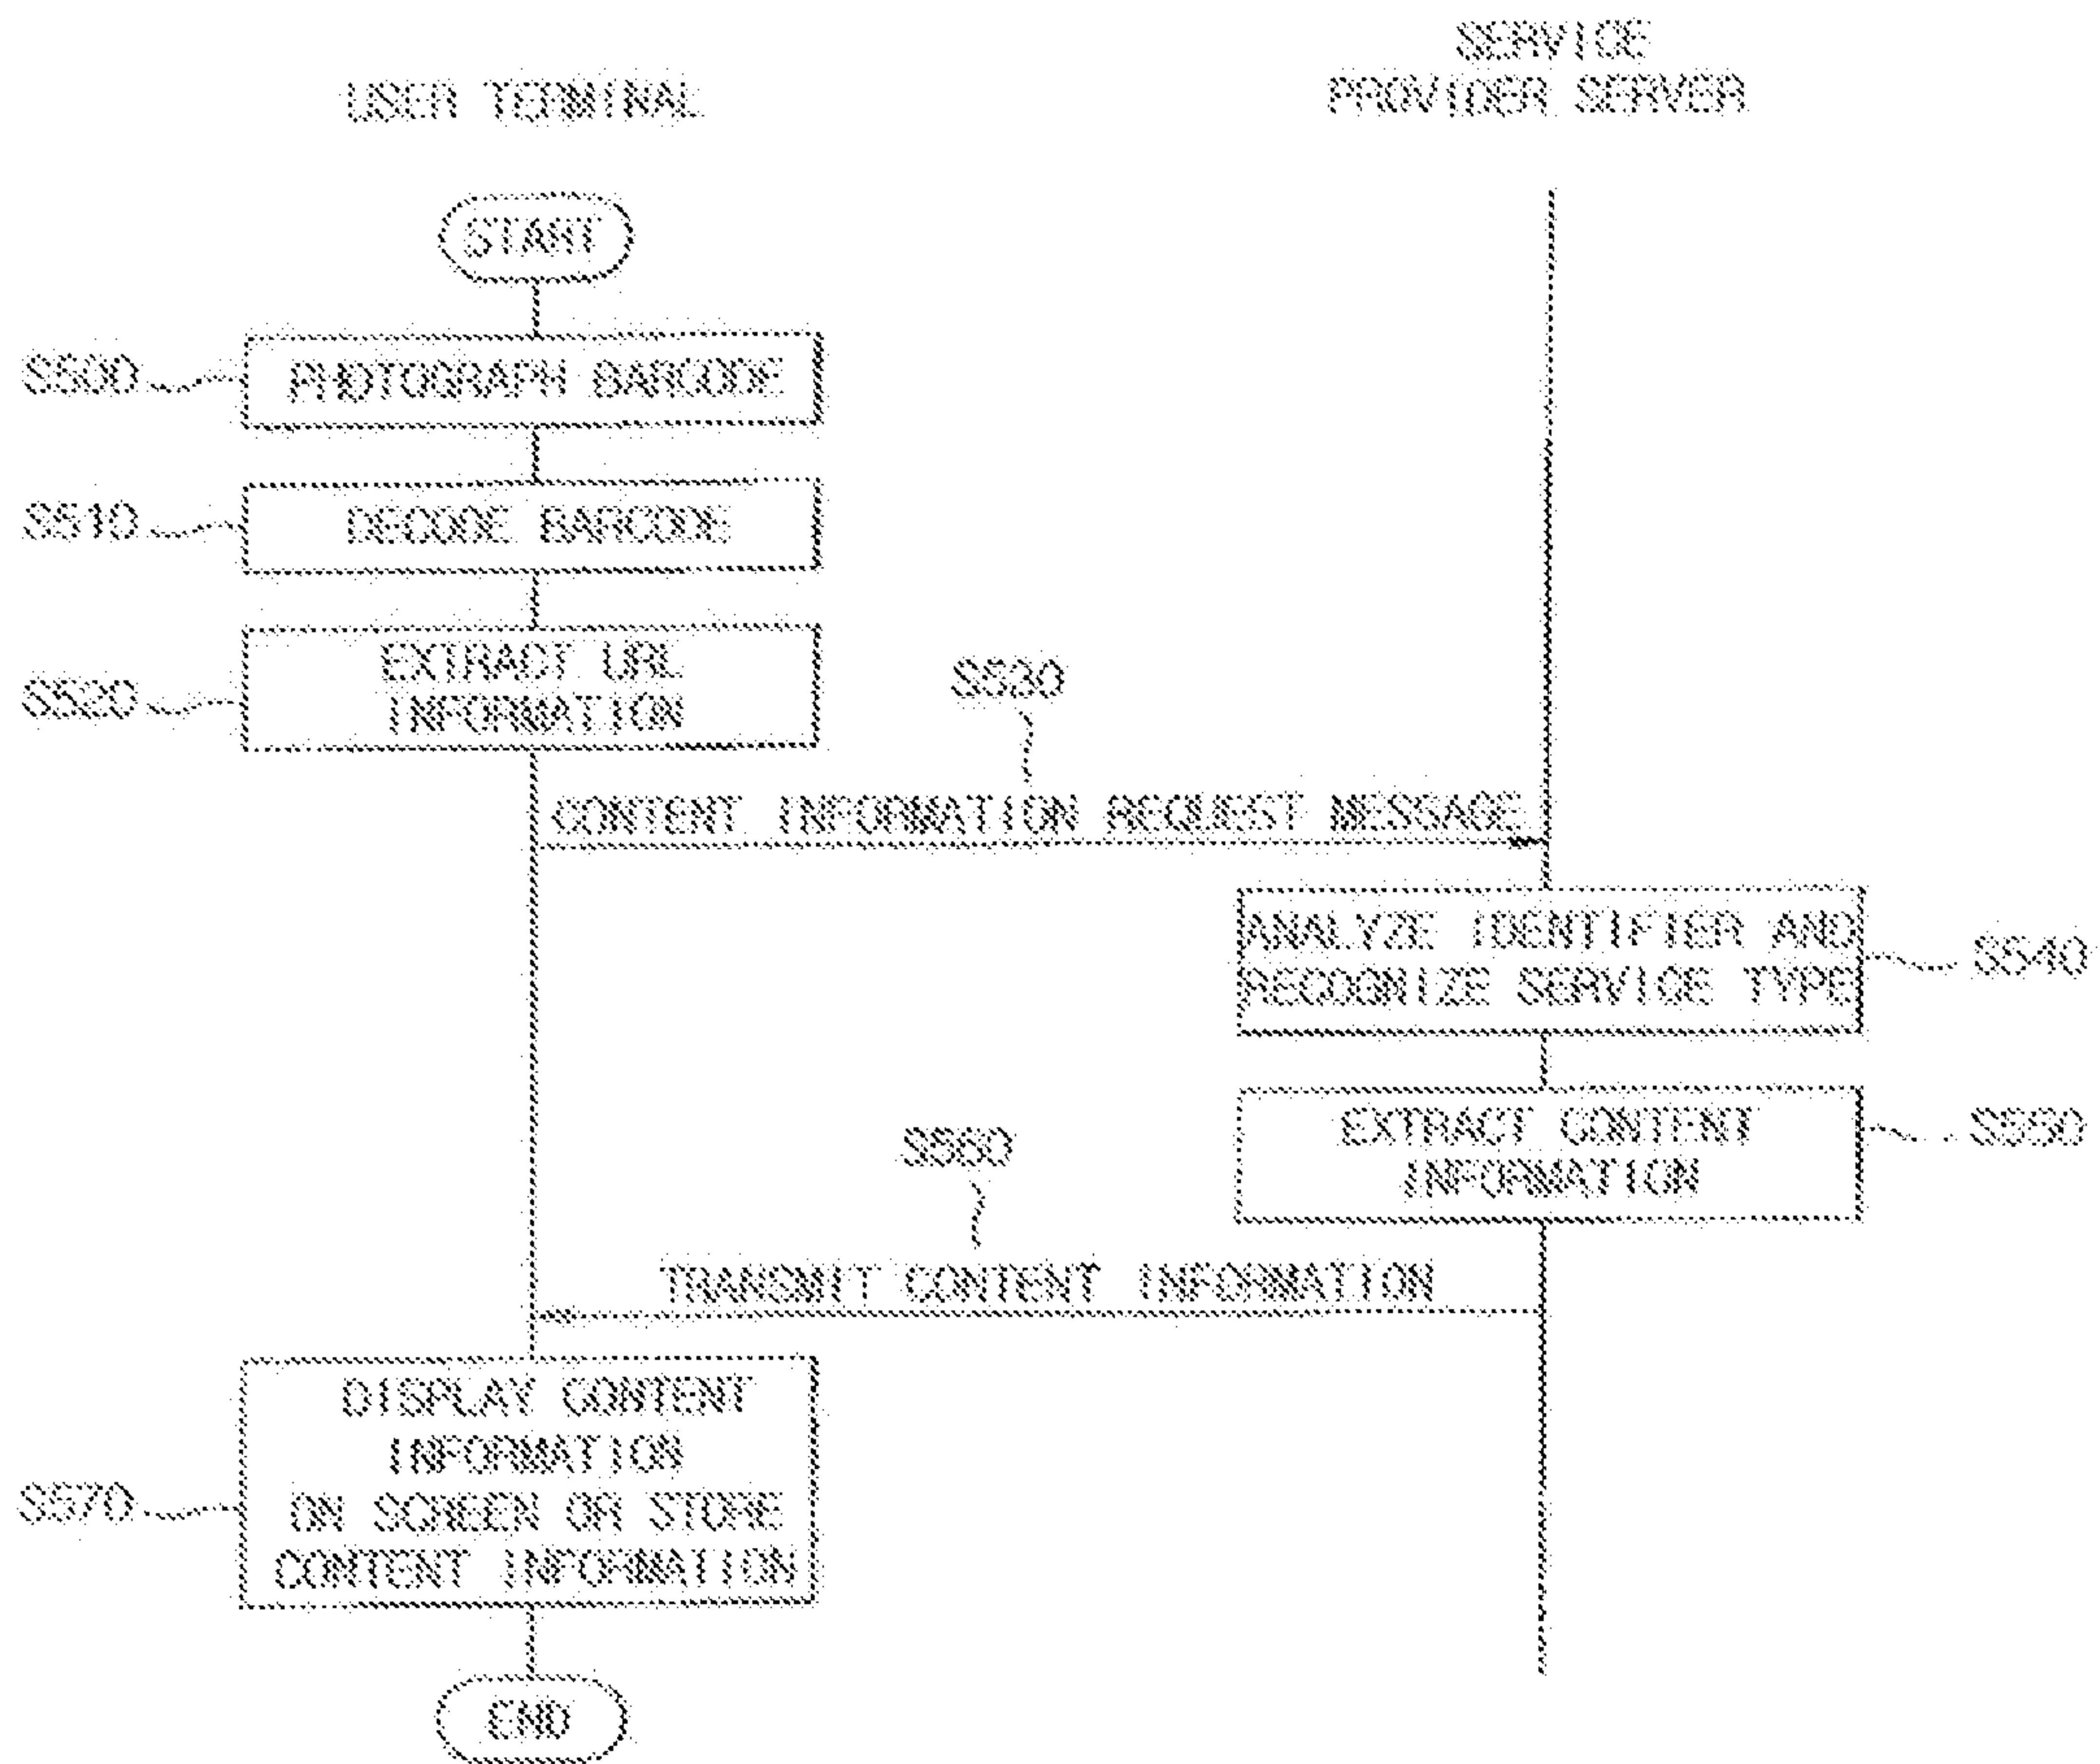 USER TERMINAL
SERVICE
PROVIDER SERVER
START
S500
PHOTOGRAPH BARCODE
S510
DECODE BARCODE
S520
EXTRACT URL
INFORMATION
S530
CONTENT INFORMATION REQUEST MESSAGE
ANALYZE IDENTIFIER AND
RECOGNIZE SERVICE TYPE
S540
EXTRACT CONTENT
INFORMATION
S550
S560
TRANSMIT CONTENT INFORMATION
DISPLAY CONTENT
INFORMATION
ON SCREEN OR STORE
CONTENT INFORMATION
S570
END